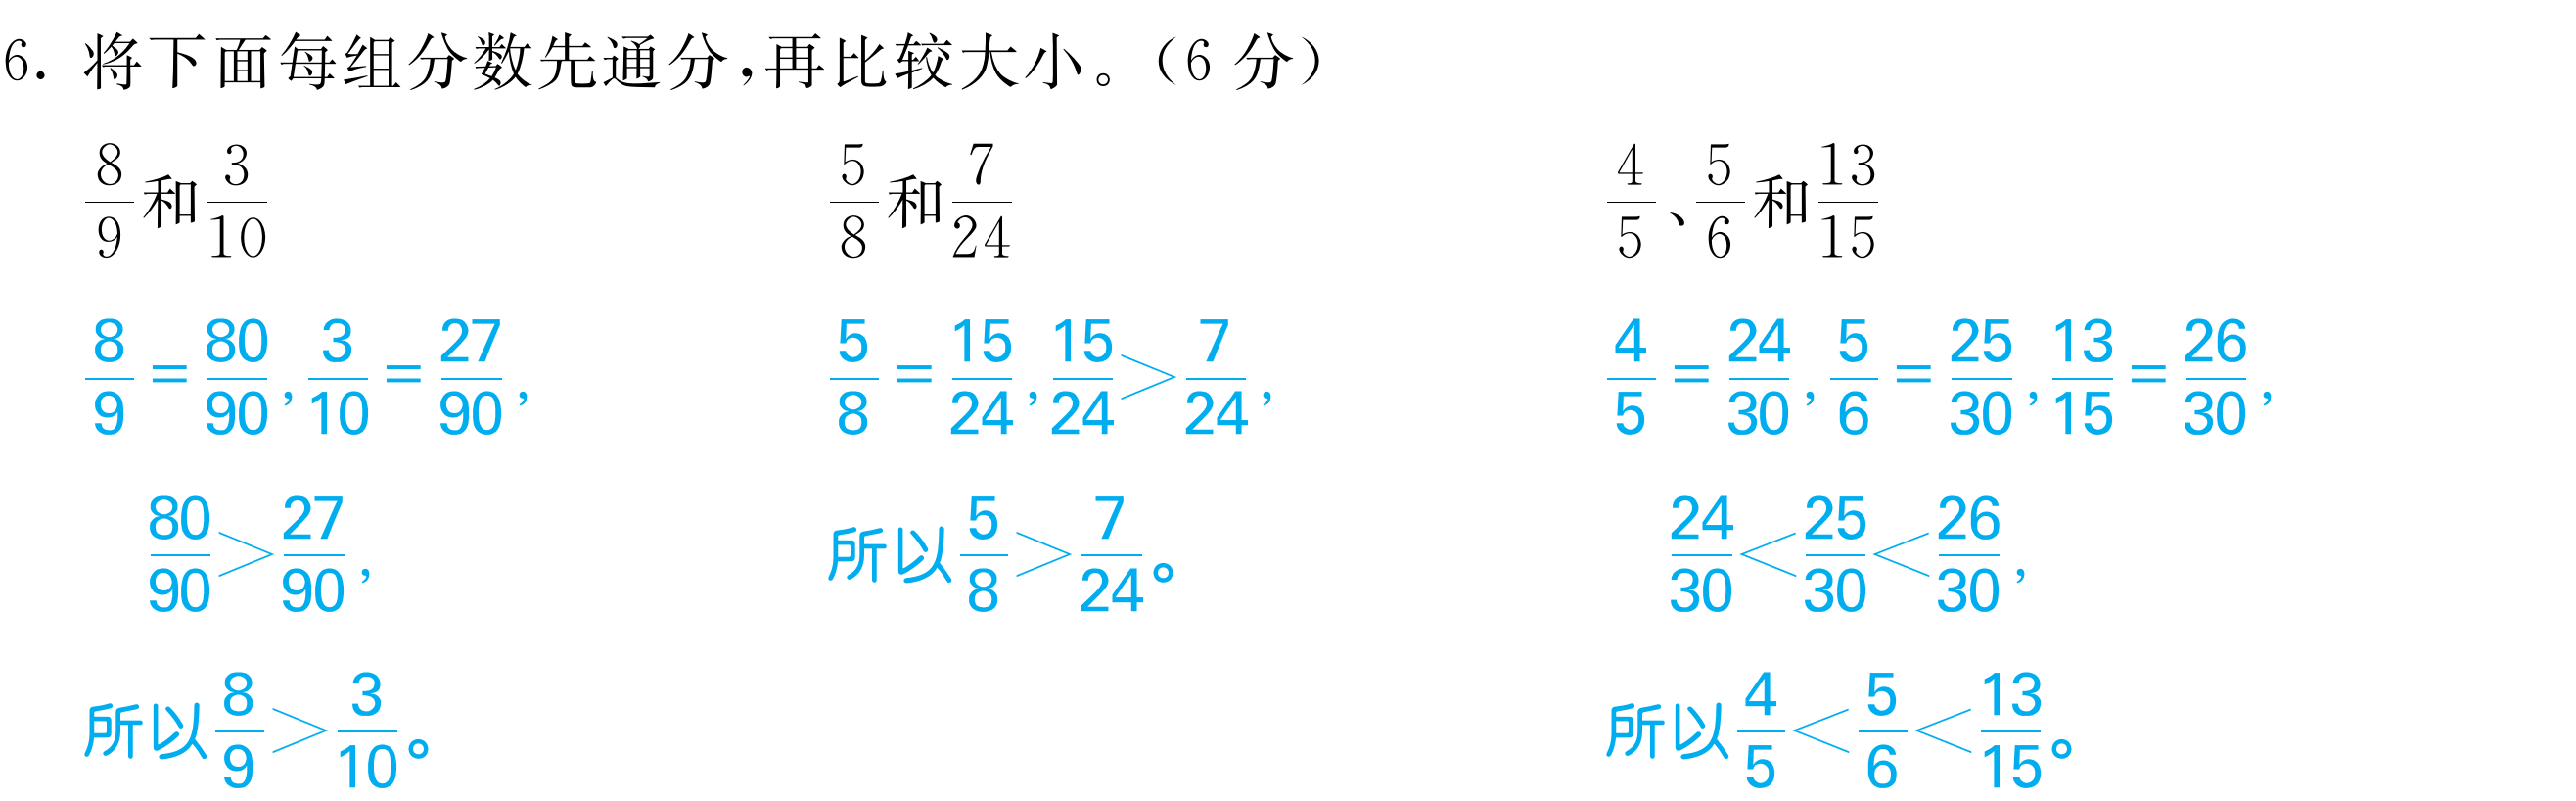 6. 将下面每组分数先通分,再比较大小。(6 分)
8/9 和 3/10   5/8 和 7/24   4/5、5/6 和 13/15
8/9 = 80/90, 3/10 = 27/90,   5/8 = 15/24, 15/24 > 7/24,   4/5 = 24/30, 5/6 = 25/30, 13/15 = 26/30,
80/90 > 27/90,   所以 5/8 > 7/24。   24/30 < 25/30 < 26/30,
所以 8/9 > 3/10。   所以 4/5 < 5/6 < 13/15。